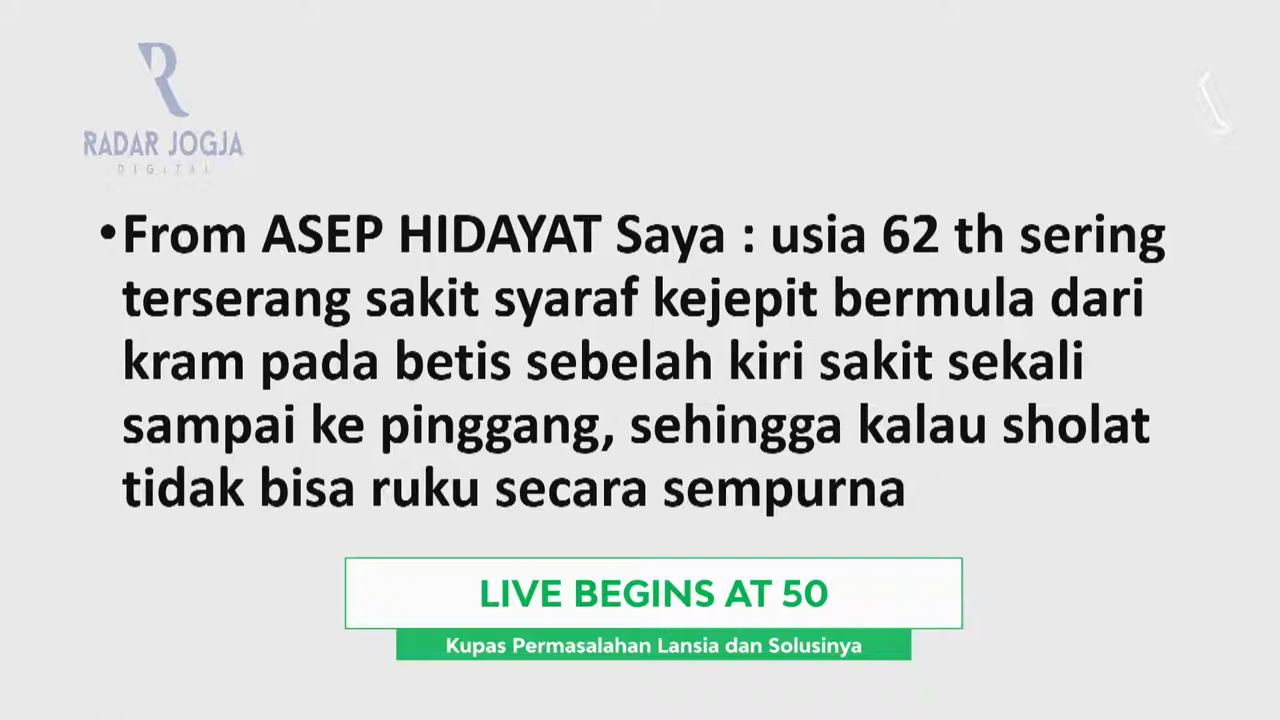 RADAR JOGJA
DIGITAL
•From ASEP HIDAYAT Saya : usia 62 th sering
terserang sakit syaraf kejepit bermula dari
kram pada betis sebelah kiri sakit sekali
sampai ke pinggang, sehingga kalau sholat
tidak bisa ruku secara sempurna
LIVE BEGINS AT 50
Kupas Permasalahan Lansia dan Solusinya